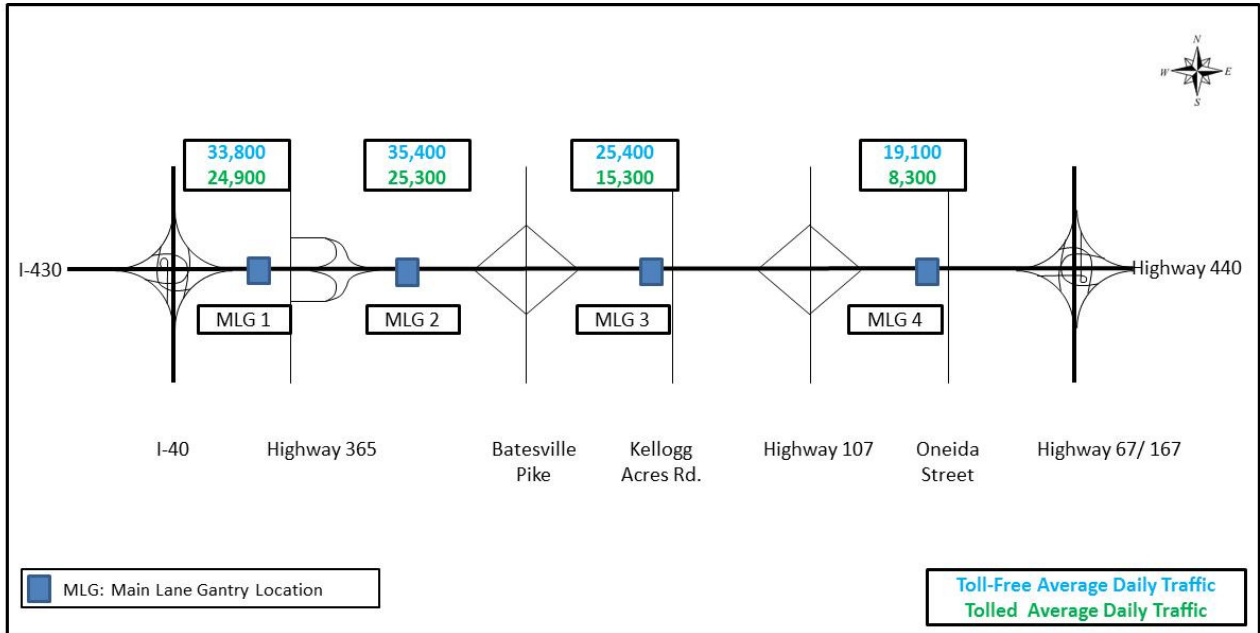 N
W E
S
33,800
24,900
35,400
25,300
25,400
15,300
19,100
8,300
I-430
Highway 440
MLG 1
MLG 2
MLG 3
MLG 4
I-40
Highway 365
Batesville
Pike
Kellogg
Acres Rd.
Highway 107
Oneida
Street
Highway 67/ 167
MLG: Main Lane Gantry Location
Toll-Free Average Daily Traffic
Tolled Average Daily Traffic